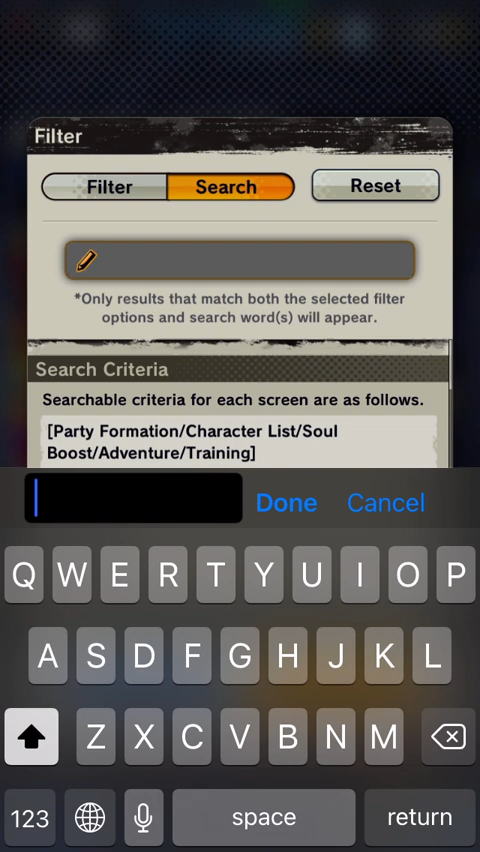 Filter
Filter Search Reset
*Only results that match both the selected filter
options and search word(s) will appear.
Search Criteria
Searchable criteria for each screen are as follows.
[Party Formation/Character List/Soul
Boost/Adventure/Training]
Done Cancel
Q W E R T Y U I O P
A S D F G H J K L
Z X C V B N M
123 space return